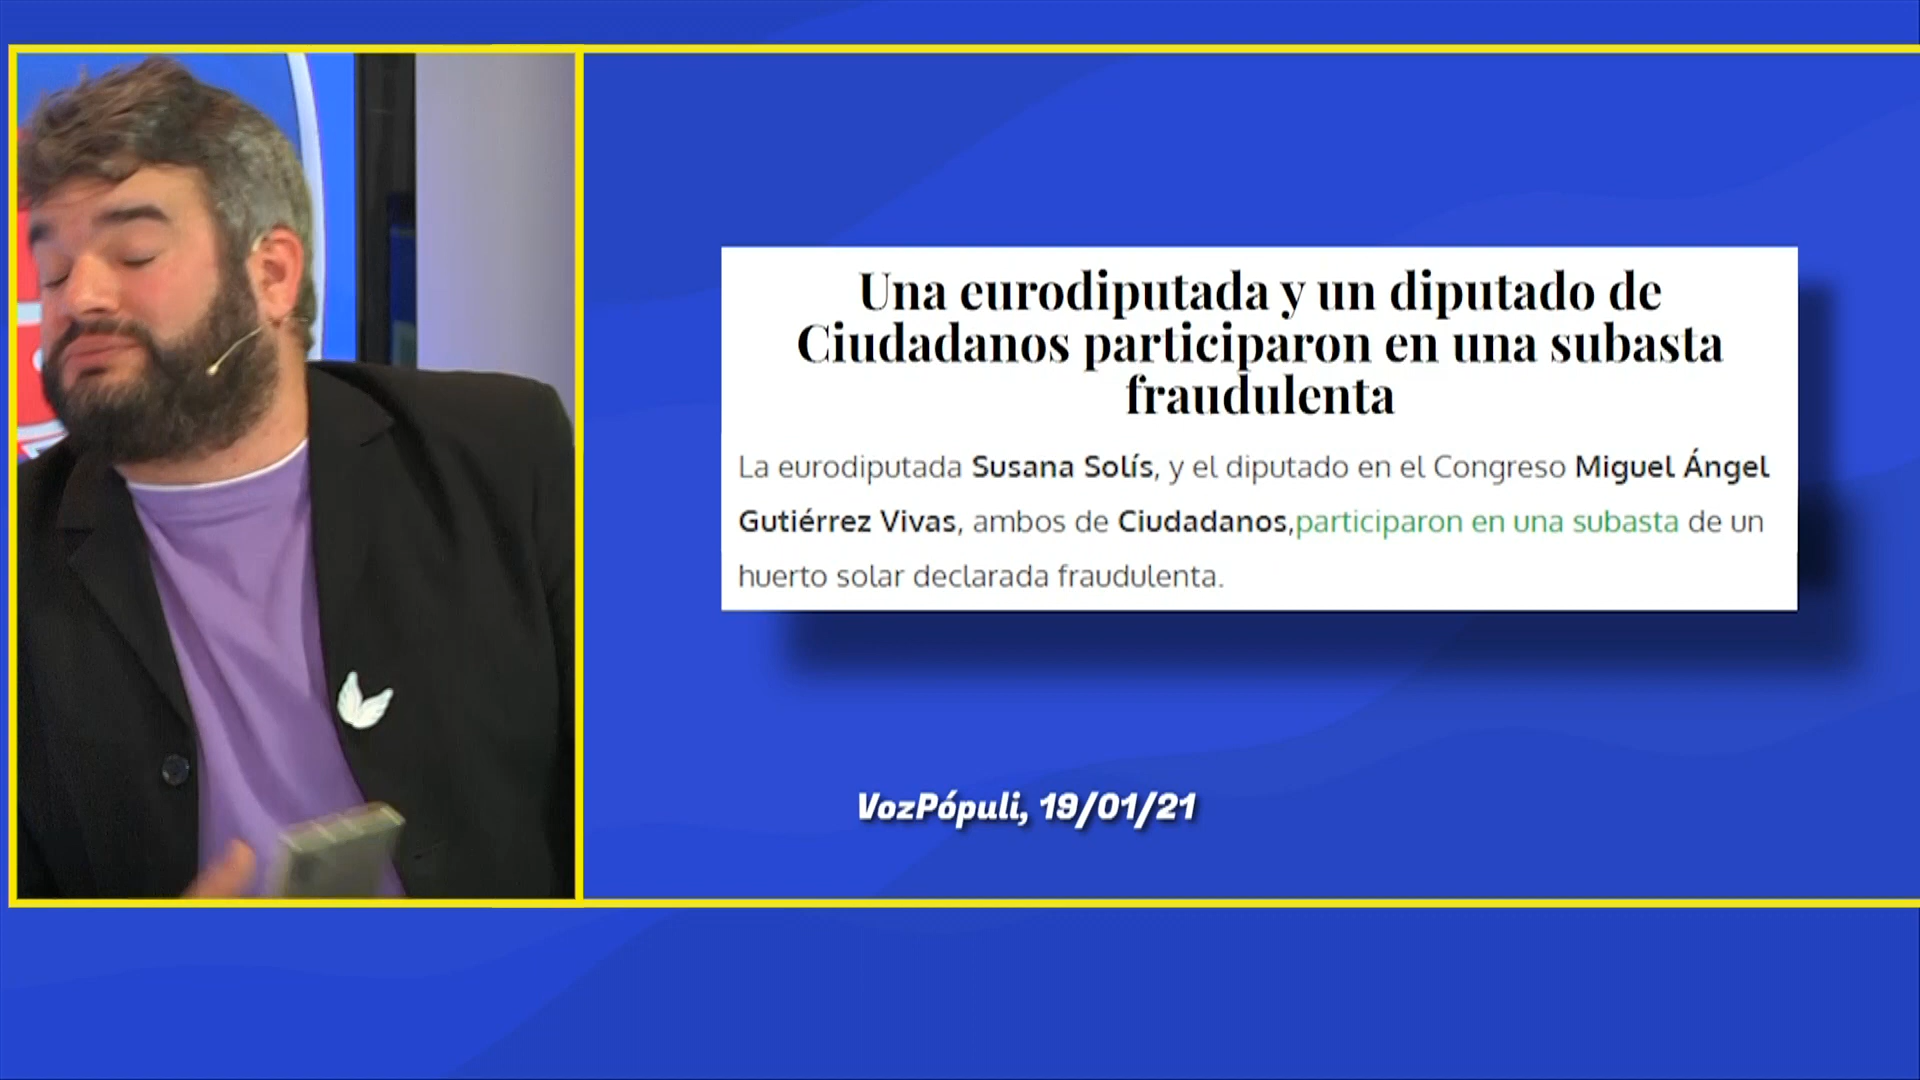 Una eurodiputada y un diputado de
Ciudadanos participaron en una subasta
fraudulenta
La eurodiputada Susana Solís, y el diputado en el Congreso Miguel Ángel
Gutiérrez Vivas, ambos de Ciudadanos,participaron en una subasta de un
huerto solar declarada fraudulenta.
VozPópuli, 19/01/21